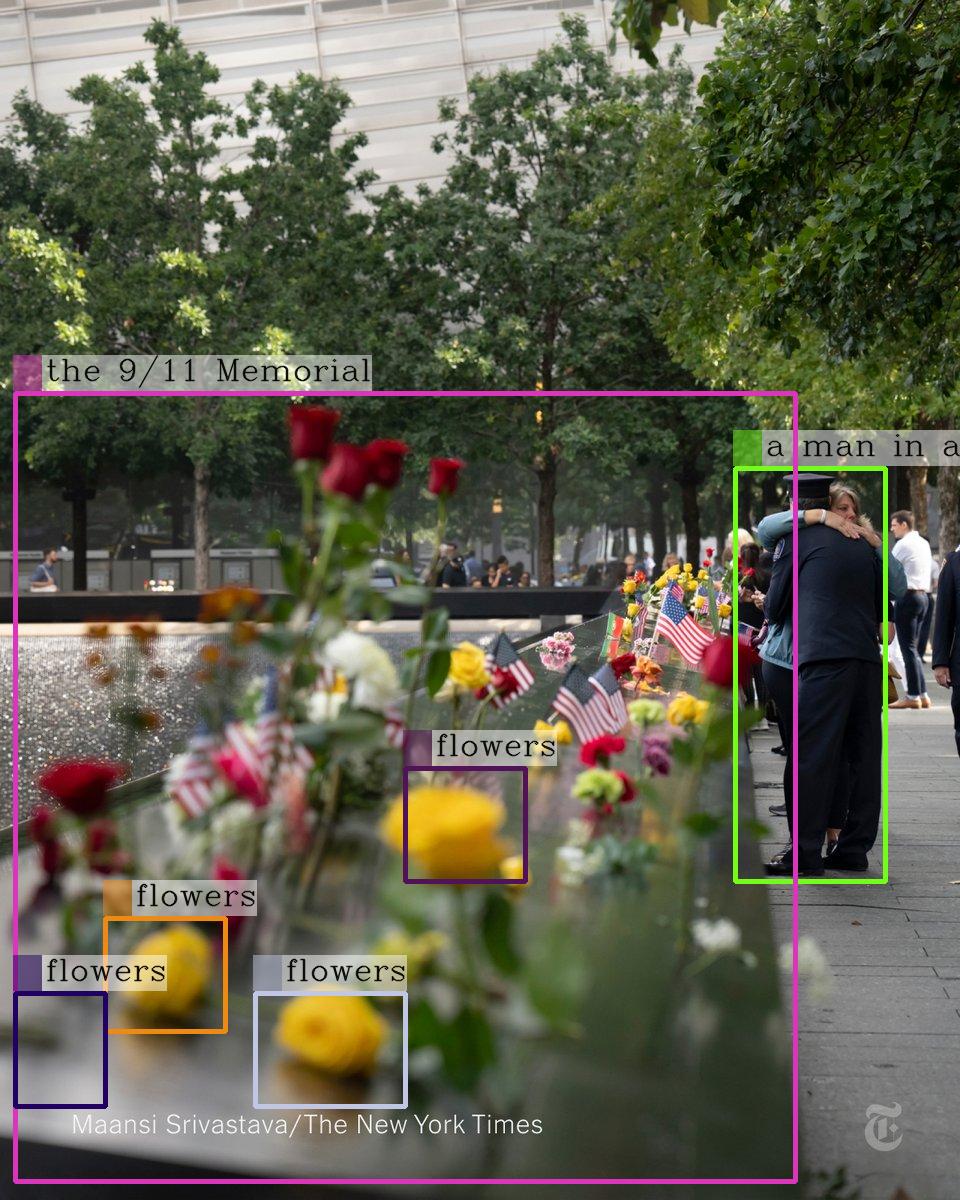 the 9/11 Memorial
a man in a
flowers
flowers
flowers
flowers
Maansi Srivastava/The New York Times
T